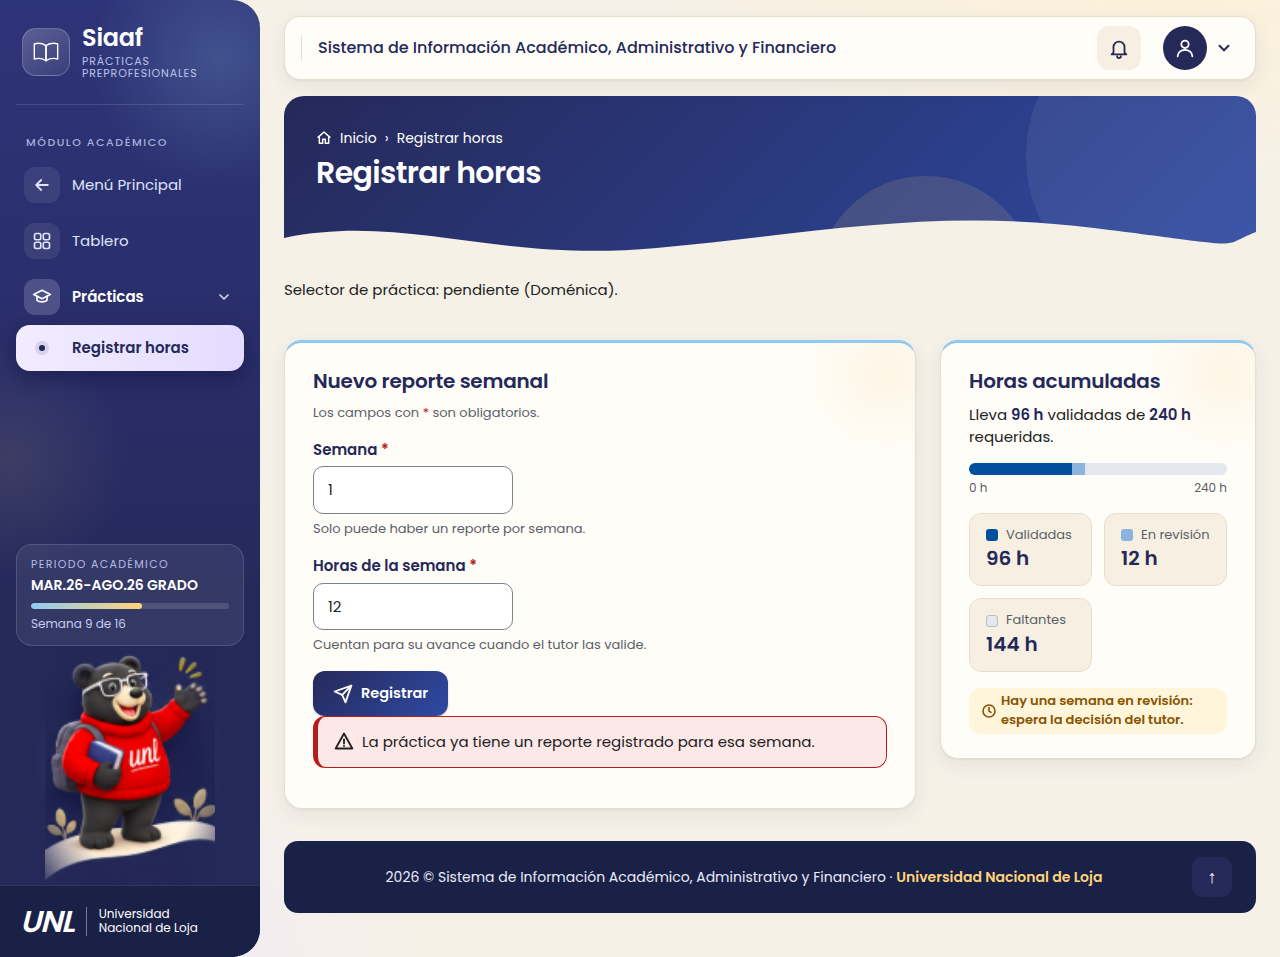 Siaaf
PRÁCTICAS
PREPROFESIONALES
MÓDULO ACADÉMICO
Menú Principal
Tablero
Prácticas
Registrar horas
PERIODO ACADÉMICO
MAR.26-AGO.26 GRADO
Semana 9 de 16
unl
UNL
Universidad
Nacional de Loja
Sistema de Información Académico, Administrativo y Financiero
Inicio › Registrar horas
Registrar horas
Selector de práctica: pendiente (Doménica).
Nuevo reporte semanal
Los campos con * son obligatorios.
Semana *
1
Solo puede haber un reporte por semana.
Horas de la semana *
12
Cuentan para su avance cuando el tutor las valide.
Registrar
La práctica ya tiene un reporte registrado para esa semana.
Horas acumuladas
Lleva 96 h validadas de 240 h
requeridas.
0 h 240 h
Validadas
96 h
En revisión
12 h
Faltantes
144 h
Hay una semana en revisión:
espera la decisión del tutor.
2026 © Sistema de Información Académico, Administrativo y Financiero · Universidad Nacional de Loja
↑